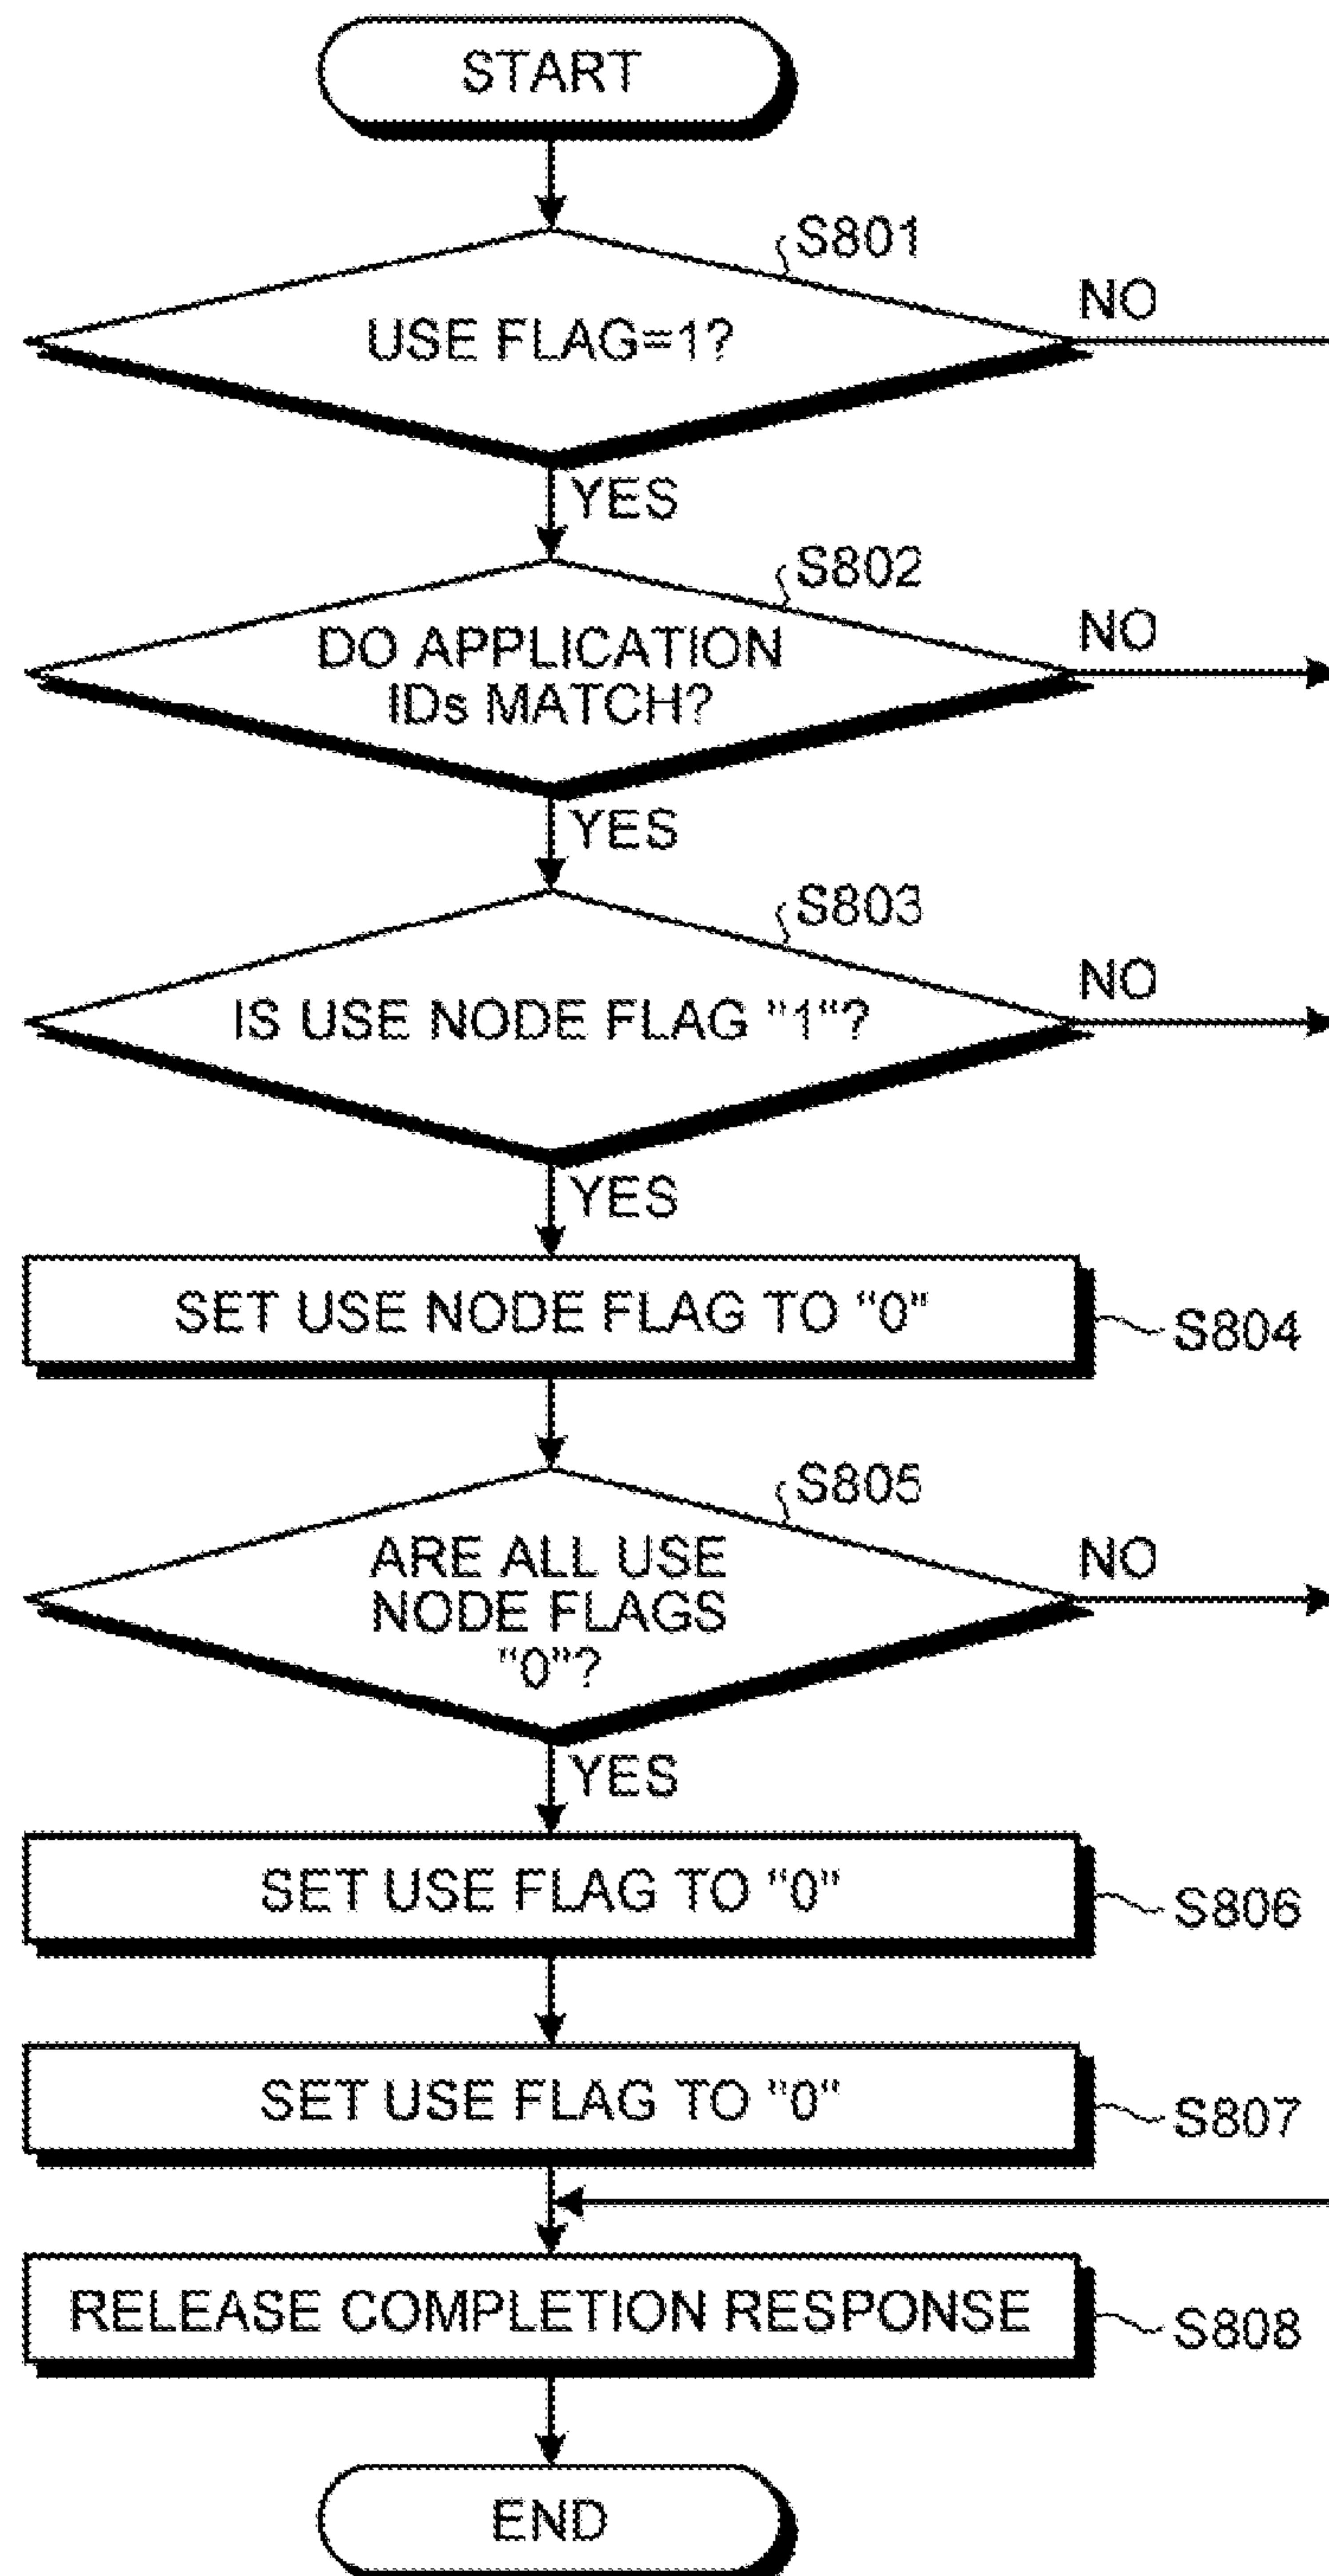 START
S801
USE FLAG=1?
NO
YES
S802
DO APPLICATION
IDs MATCH?
NO
YES
S803
IS USE NODE FLAG "1"?
NO
YES
SET USE NODE FLAG TO "0"
S804
S805
ARE ALL USE
NODE FLAGS
"0"?
NO
YES
SET USE FLAG TO "0"
S806
SET USE FLAG TO "0"
S807
RELEASE COMPLETION RESPONSE
S808
END